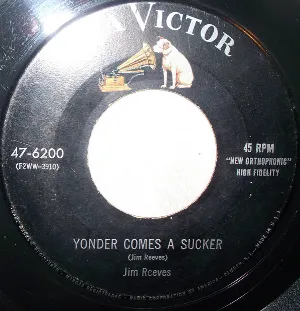 VICTOR
47-6200
(F2WW-3910)
45 RPM
"NEW ORTHOPHONIC"
HIGH FIDELITY
YONDER COMES A SUCKER
(Jim Reeves)
Jim Reeves